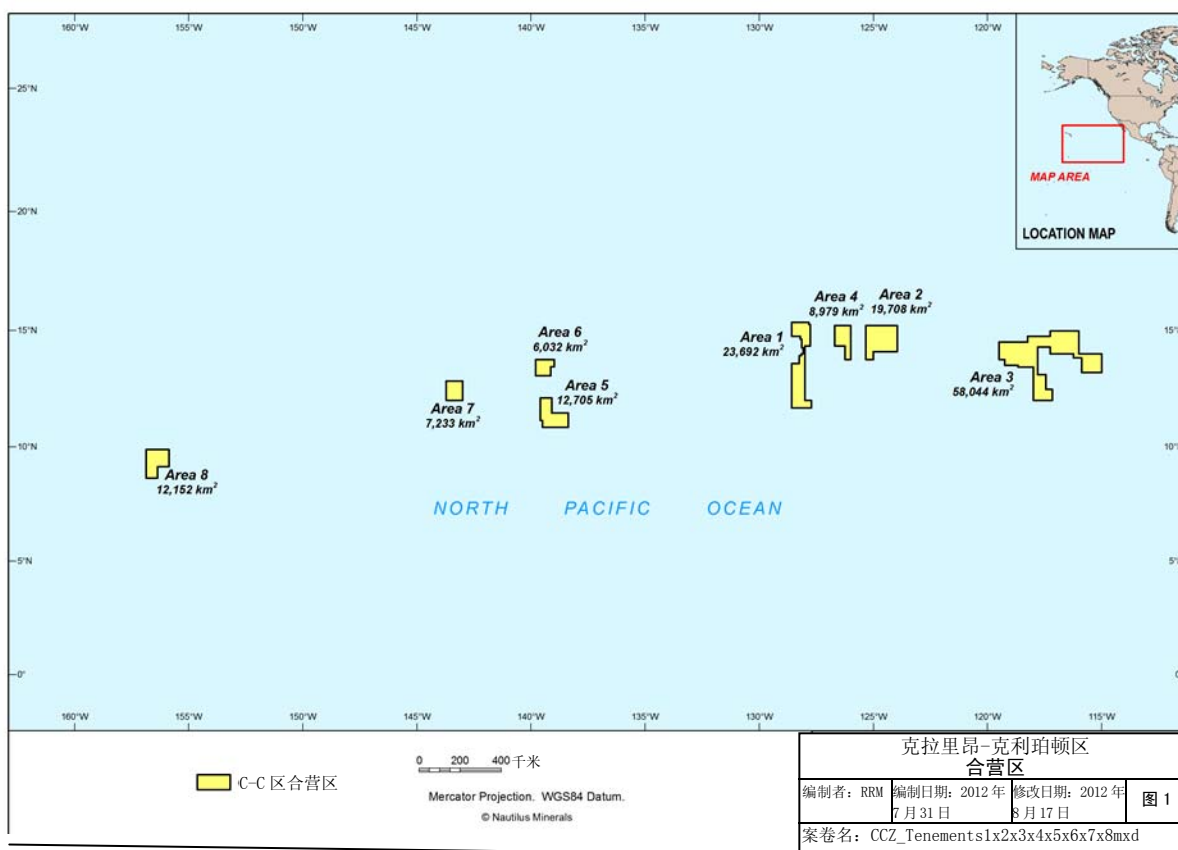 160°W 155°W 150°W 145°W 140°W 135°W 130°W 125°W 120°W
25°N
20°N
15°N
10°N
5°N
0°
MAP AREA
LOCATION MAP
15°
10°N
5°
0
Area 4
8,979 km²
Area 2
19,708 km²
Area 6
6,032 km²
Area 1
23,692 km²
Area 3
58,044 km²
Area 5
12,705 km²
Area 7
7,233 km²
Area 8
12,152 km²
NORTH PACIFIC OCEAN
160°W 155°W 150°W 145°W 140°W 135°W 130°W 125°W 120°W 115°W
C-C 区合营区
0 200 400 千米
Mercator Projection. WGS84 Datum.
© Nautilus Minerals
克拉里昂-克利珀顿区
合营区
编制者：RRM
编制日期：2012 年
7 月 31 日
修改日期：2012 年
8 月 17 日
图 1
案卷名：CCZ_Tenements1x2x3x4x5x6x7x8mxd